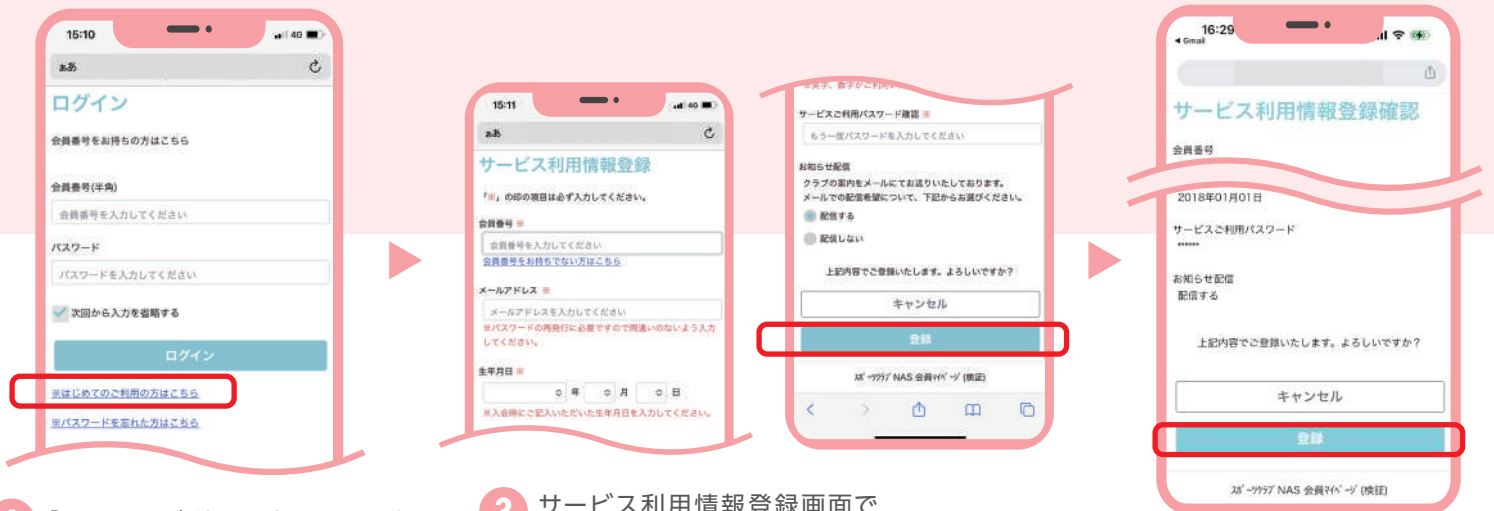 15:10
4G
ああ
ログイン
会員番号をお持ちの方はこちら
会員番号(半角)
会員番号を入力してください
パスワード
パスワードを入力してください
次回から入力を省略する
ログイン
※はじめてのご利用の方はこちら
※パスワードを忘れた方はこちら
15:11
4G
ああ
サービス利用情報登録
「※」の印の項目は必ず入力してください。
会員番号 ※
会員番号を入力してください
会員番号をお持ちでない方はこちら
メールアドレス ※
メールアドレスを入力してください
※パスワードの再発行に必要ですので間違いのないよう入力
してください。
生年月日 ※
年 月 日
※入会時にご記入いただいた生年月日を入力してください。
サービスご利用パスワード確認 ※
もう一度パスワードを入力してください
お知らせ配信
クラブの案内をメールにてお送りいたしております。
メールでの配信希望について、下記からお選びください。
配信する
配信しない
上記内容でご登録いたします。よろしいですか?
キャンセル
登録
スポーツクラブ NAS 会員マイページ (検証)
16:29
Gmail
サービス利用情報登録確認
会員番号
2018年01月01日
サービスご利用パスワード
******
お知らせ配信
配信する
上記内容でご登録いたします。よろしいですか?
キャンセル
登録
スポーツクラブ NAS 会員マイページ (検証)
サービス利用情報登録画面で